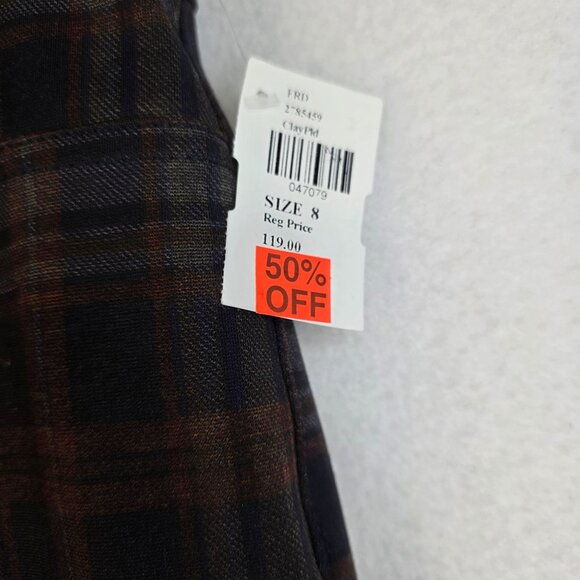 FRD
2785459
ClayPld
047079
SIZE 8
Reg Price
119.00
50%
OFF